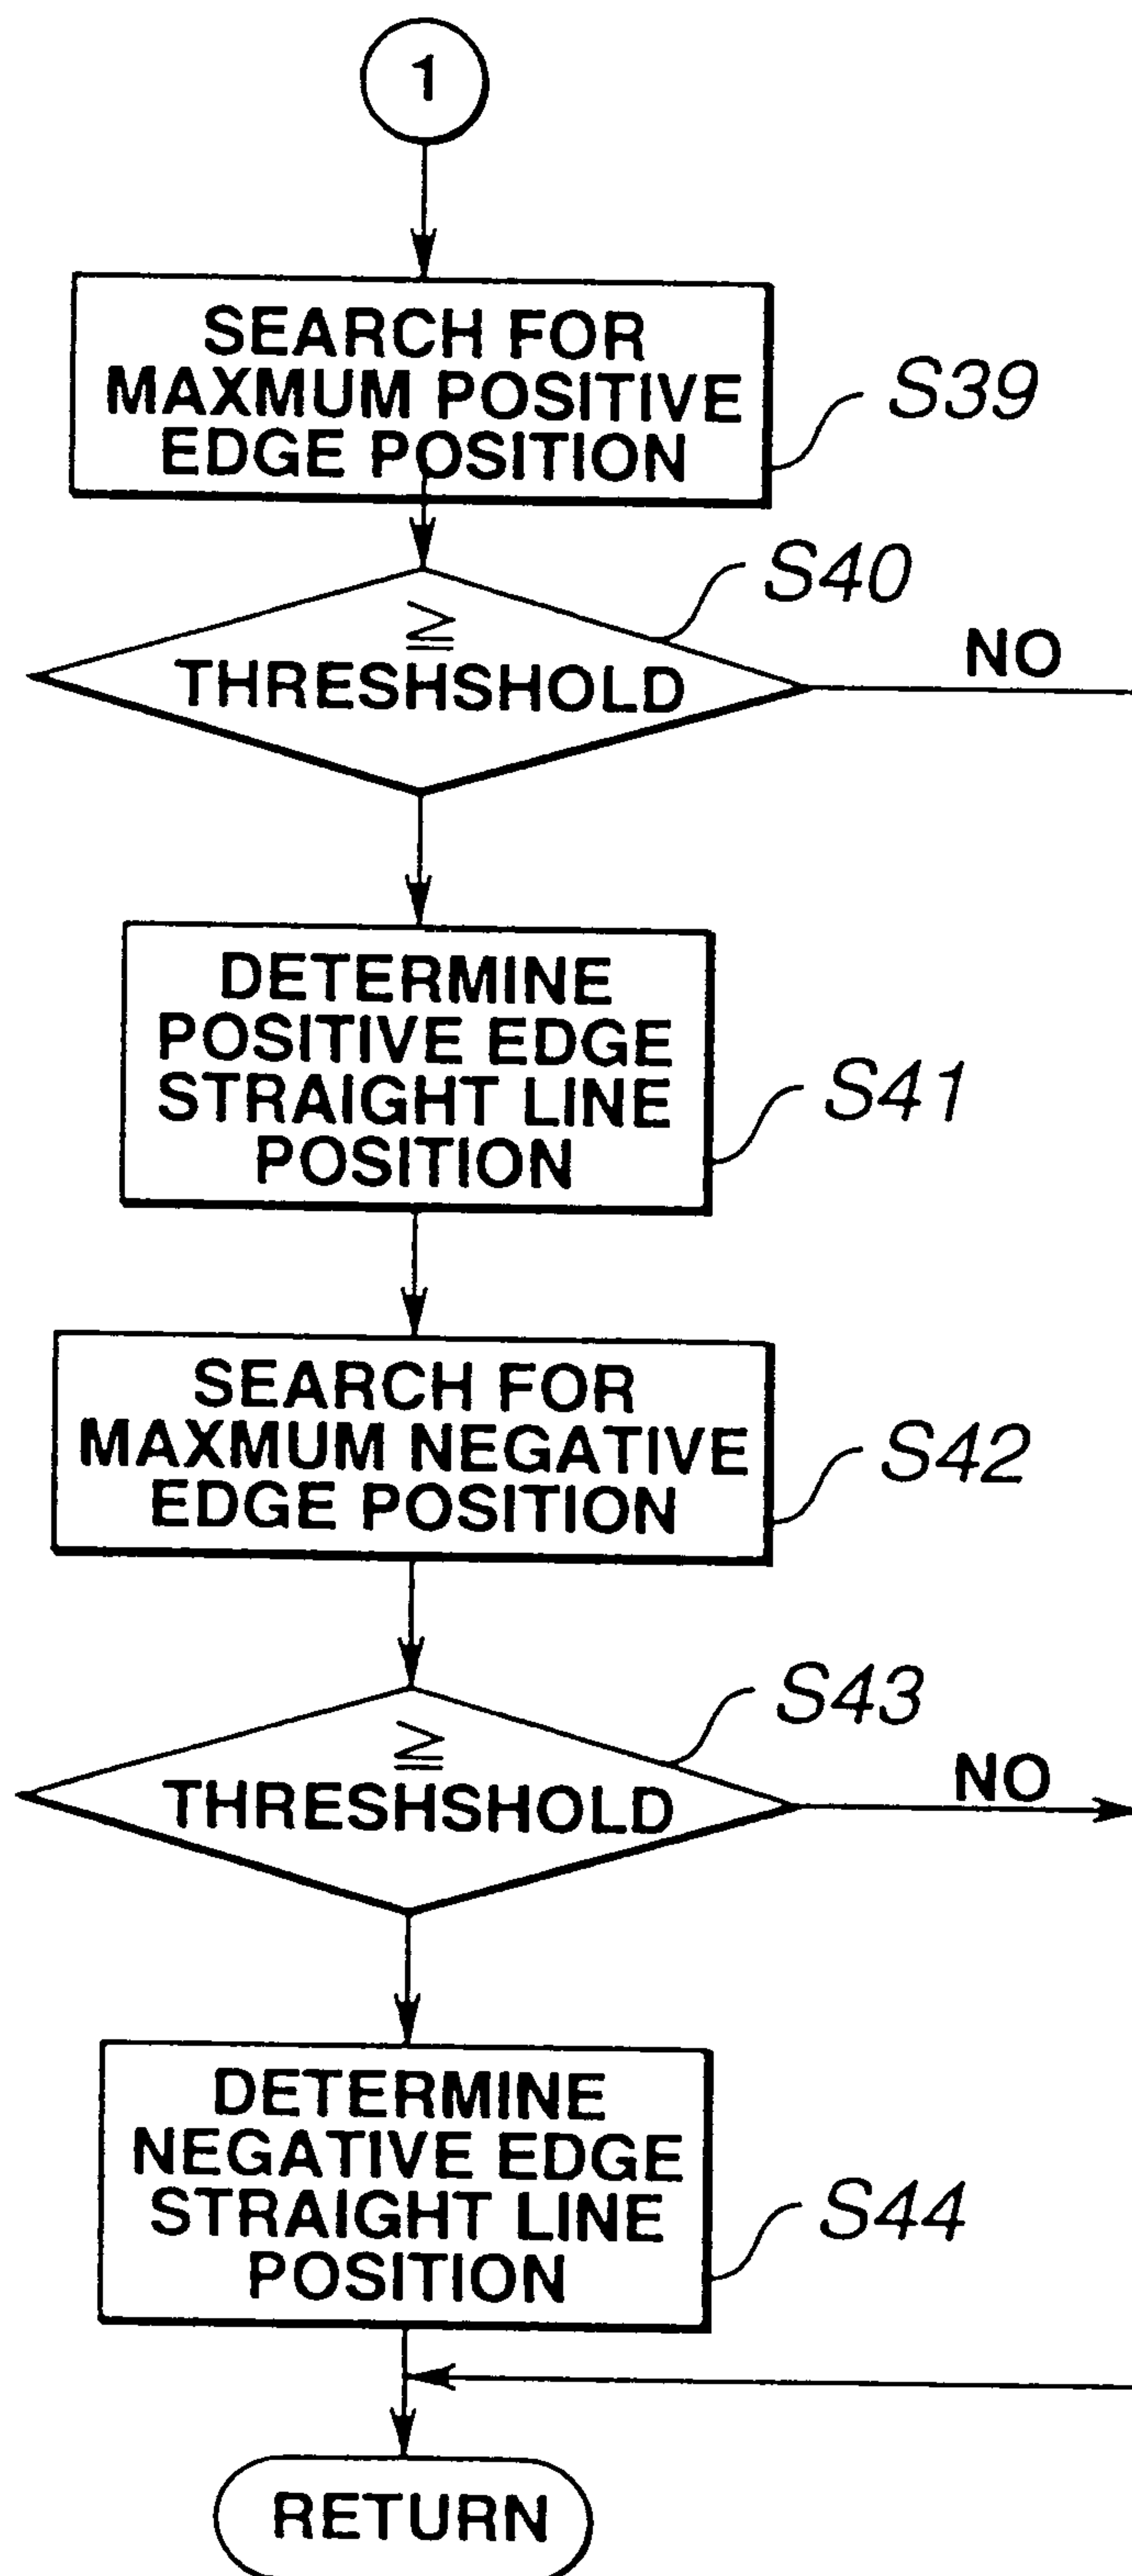 1
SEARCH FOR
MAXMUM POSITIVE
EDGE POSITION
S39
≧
THRESHSHOLD
S40
NO
DETERMINE
POSITIVE EDGE
STRAIGHT LINE
POSITION
S41
SEARCH FOR
MAXMUM NEGATIVE
EDGE POSITION
S42
≧
THRESHSHOLD
S43
NO
DETERMINE
NEGATIVE EDGE
STRAIGHT LINE
POSITION
S44
RETURN